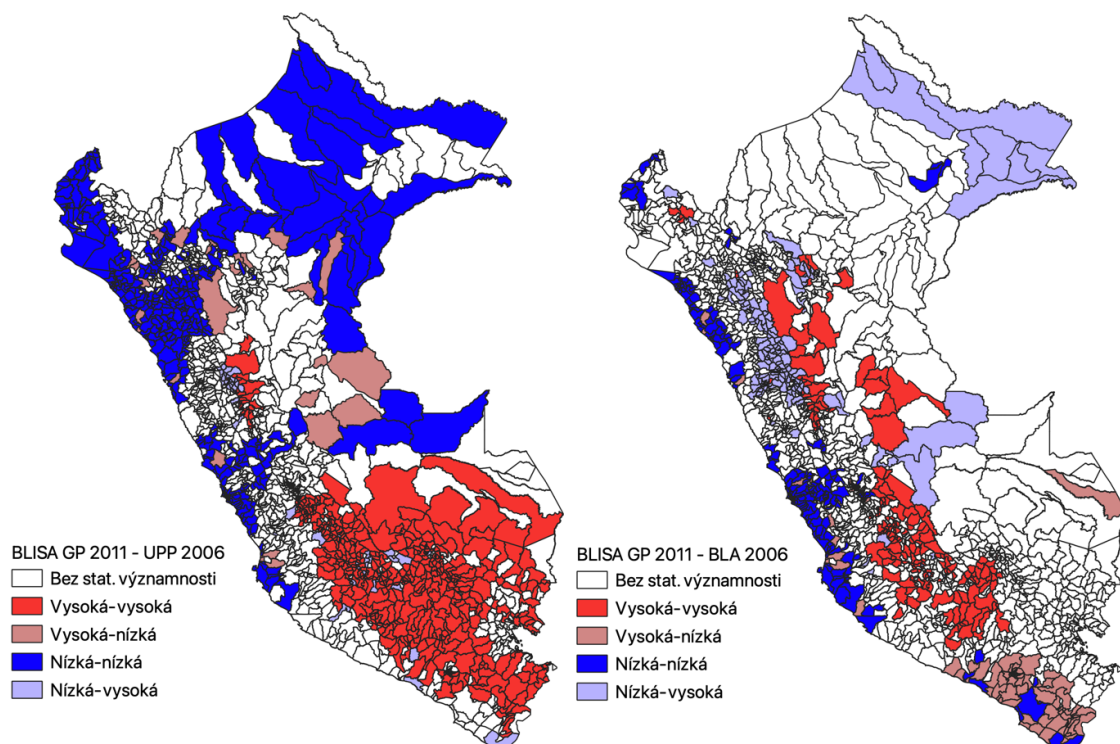 BLISA GP 2011 - UPP 2006
Bez stat. významnosti
Vysoká-vysoká
Vysoká-nízká
Nízká-nízká
Nízká-vysoká
BLISA GP 2011 - BLA 2006
Bez stat. významnosti
Vysoká-vysoká
Vysoká-nízká
Nízká-nízká
Nízká-vysoká